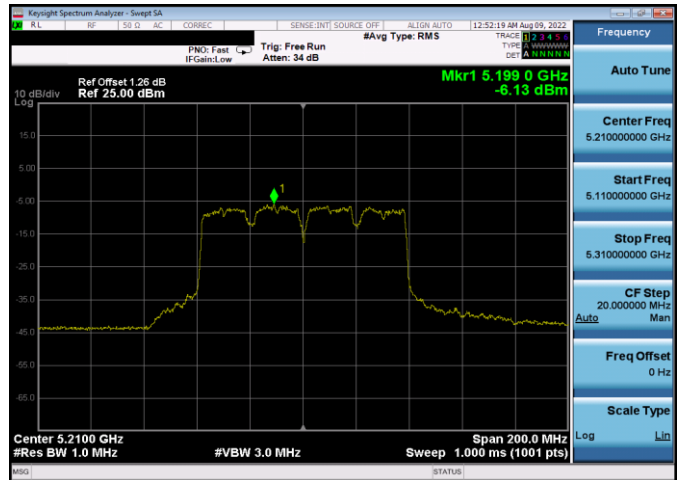 Keysight Spectrum Analyzer - Swept SA
RL RF 50 Ω AC CORREC SENSE:INT SOURCE OFF ALIGN AUTO 12:52:19 AM Aug 09, 2022
#Avg Type: RMS
TRACE 1 2 3 4 5 6
TYPE A WWWWW
DET A N N N N N
PNO: Fast
IFGain:Low
Trig: Free Run
Atten: 34 dB
Mkr1 5.199 0 GHz
-6.13 dBm
Ref Offset 1.26 dB
10 dB/div Ref 25.00 dBm
Log
15.0
5.00
1
-5.00
-15.0
-25.0
-35.0
-45.0
-55.0
-65.0
Center 5.2100 GHz Span 200.0 MHz
#Res BW 1.0 MHz #VBW 3.0 MHz Sweep 1.000 ms (1001 pts)
MSG STATUS
Frequency
Auto Tune
Center Freq
5.210000000 GHz
Start Freq
5.110000000 GHz
Stop Freq
5.310000000 GHz
CF Step
20.000000 MHz
Auto Man
Freq Offset
0 Hz
Scale Type
Log Lin